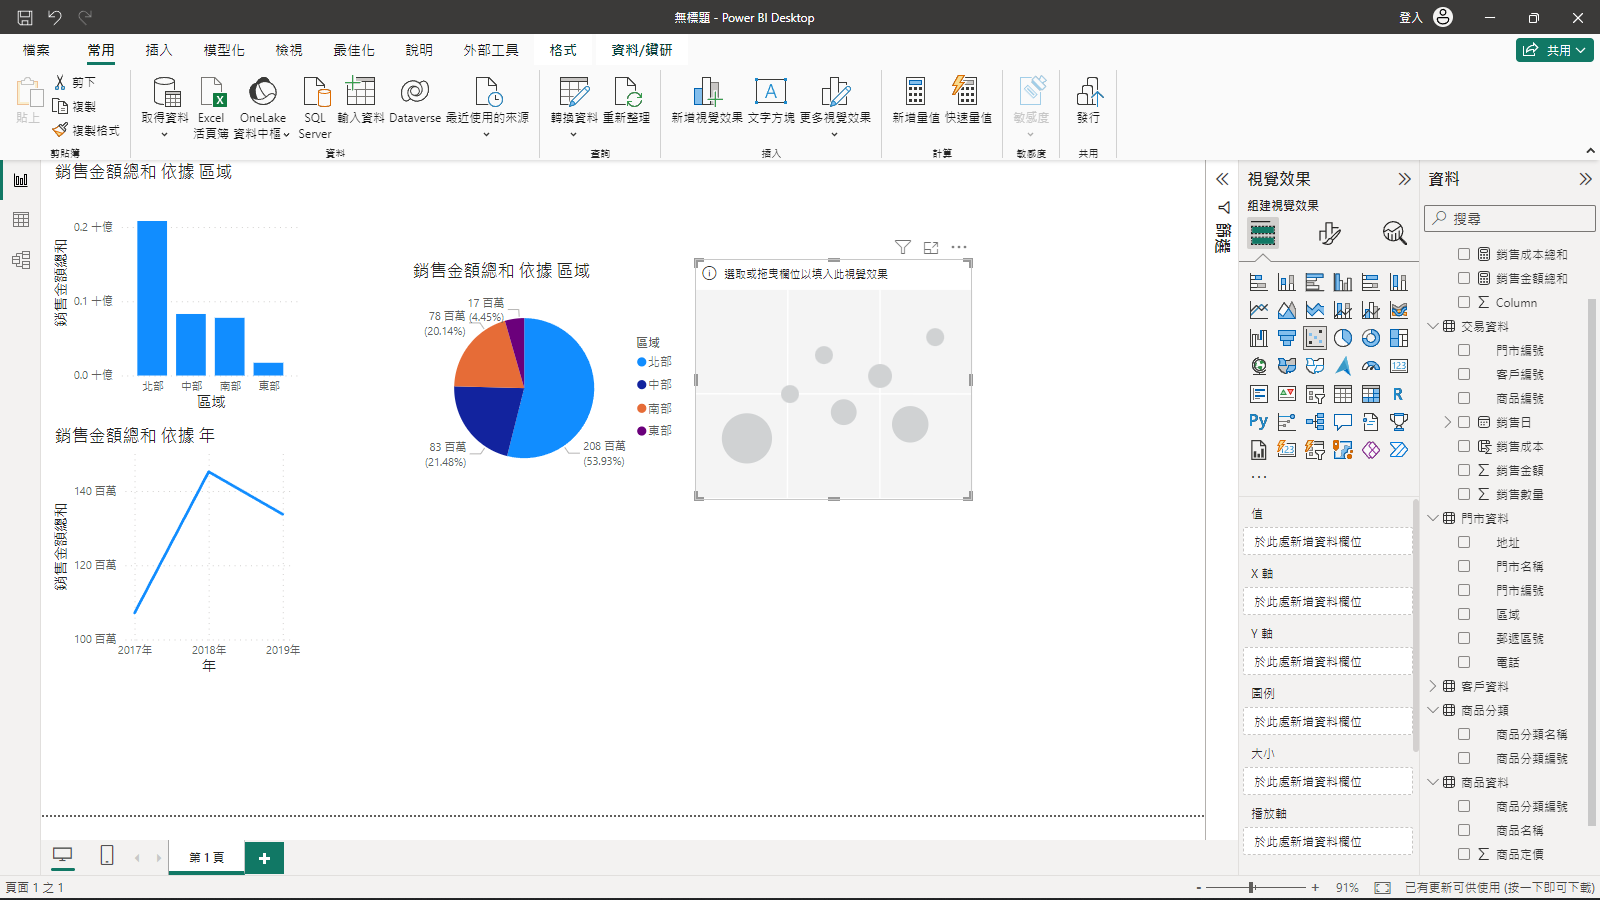 無標題 - Power BI Desktop
登入
檔案 常用 插入 模型化 檢視 最佳化 說明 外部工具 格式 資料/鑽研
共用
貼上
剪下
複製
複製格式
剪貼簿
取得資料
Excel
活頁簿
OneLake
資料中樞
SQL
Server
輸入資料
Dataverse
最近使用的來源
資料
轉換資料
重新整理
查詢
新增視覺效果
文字方塊
更多視覺效果
插入
新增量值
快速量值
計算
敏感度
敏感度
發行
共用
銷售金額總和 依據 區域
銷售金額總和
0.2 十億
0.1 十億
0.0 十億
北部 中部 南部 東部
區域
銷售金額總和 依據 年
銷售金額總和
140 百萬
120 百萬
100 百萬
2017年 2018年 2019年
年
銷售金額總和 依據 區域
17 百萬
(4.45%)
78 百萬
(20.14%)
83 百萬
(21.48%)
208 百萬
(53.93%)
區域
北部
中部
南部
東部
選取或拖曳欄位以填入此視覺效果
篩選
視覺效果
組建視覺效果
123
R
Py
123
值
於此處新增資料欄位
X 軸
於此處新增資料欄位
Y 軸
於此處新增資料欄位
圖例
於此處新增資料欄位
大小
於此處新增資料欄位
播放軸
於此處新增資料欄位
資料
搜尋
銷售成本總和
銷售金額總和
Column
交易資料
門市編號
客戶編號
商品編號
銷售日
銷售成本
銷售金額
銷售數量
門市資料
地址
門市名稱
門市編號
區域
郵遞區號
電話
客戶資料
商品分類
商品分類名稱
商品分類編號
商品資料
商品分類編號
商品名稱
商品定價
第 1 頁
頁面 1 之 1
- + 91%
已有更新可供使用 (按一下即可下載)